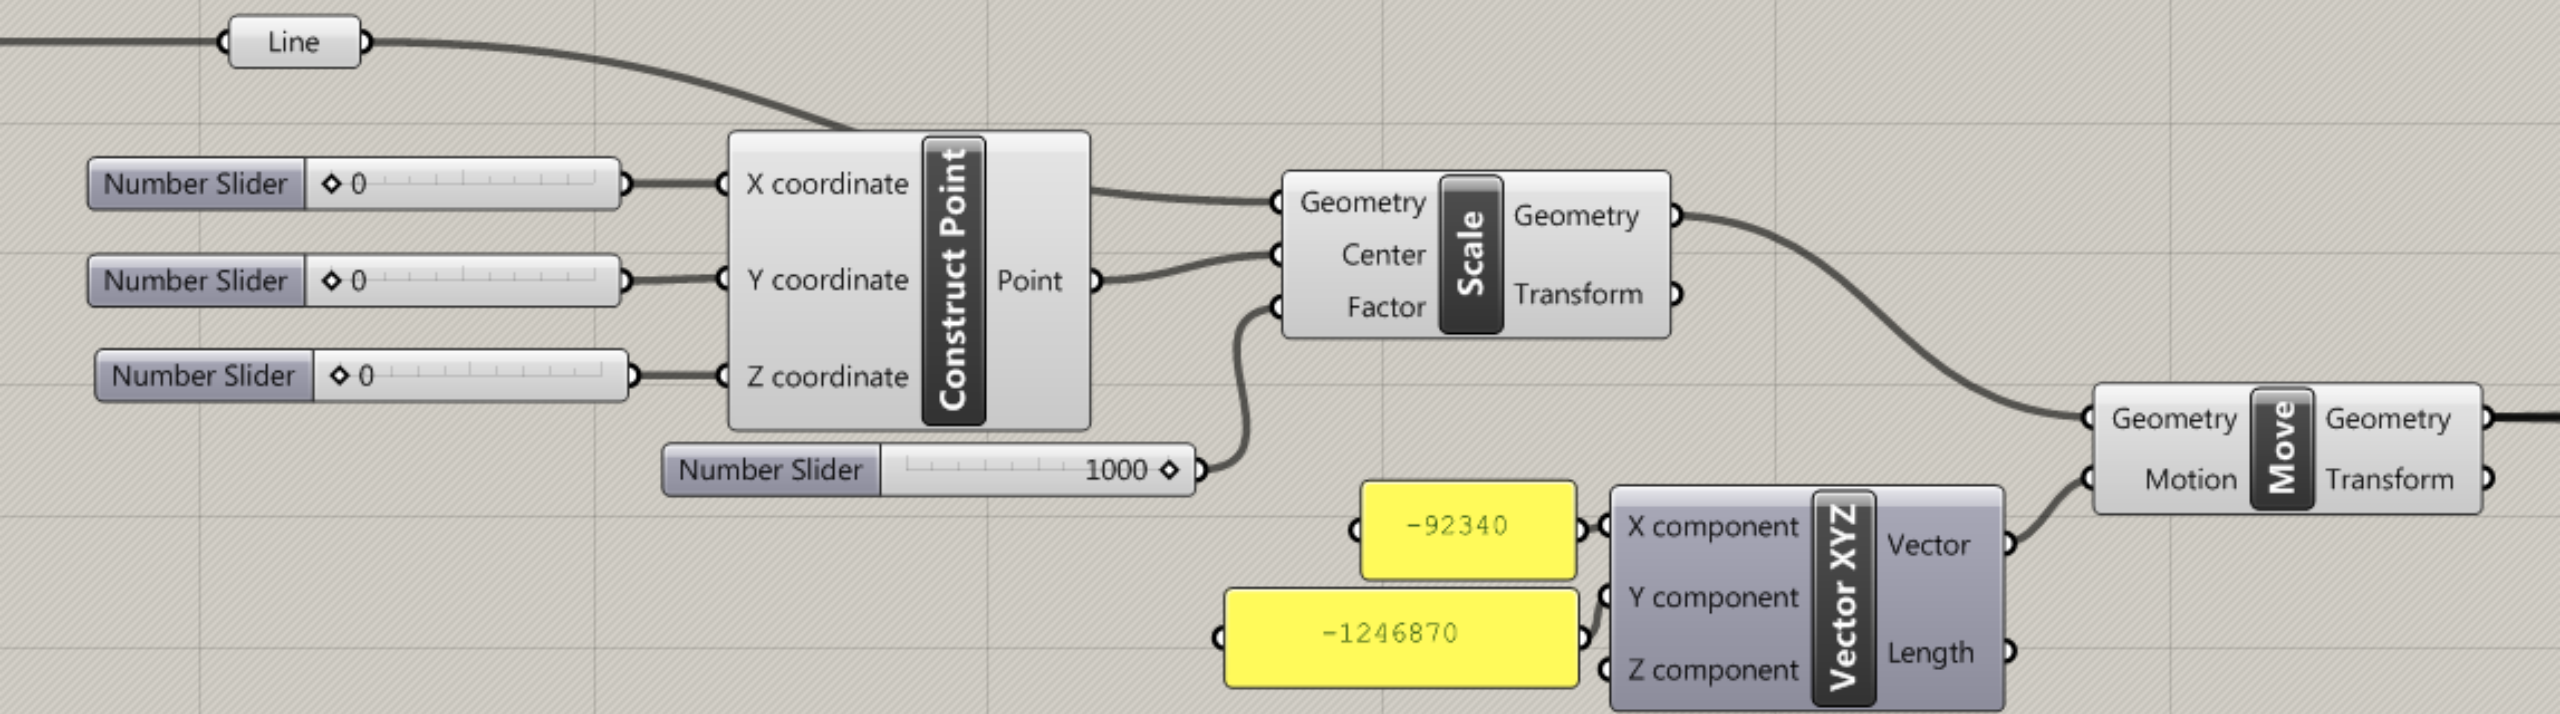 Line
Number Slider 0
Number Slider 0
Number Slider 0
X coordinate
Y coordinate
Z coordinate
Construct Point
Point
Number Slider 1000
Geometry
Center
Factor
Scale
Geometry
Transform
-92340
-1246870
X component
Y component
Z component
Vector XYZ
Vector
Length
Geometry
Motion
Move
Geometry
Transform